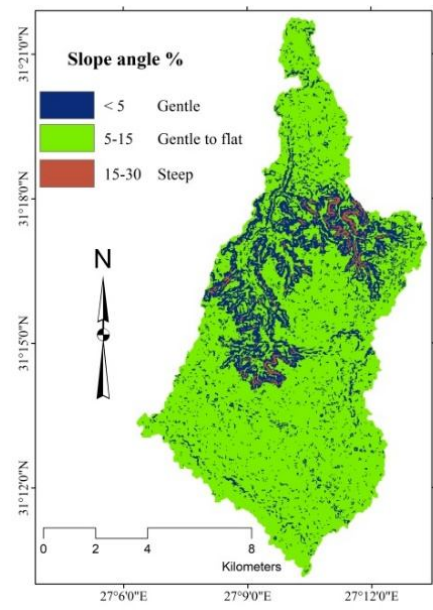 Slope angle %
< 5 Gentle
5-15 Gentle to flat
15-30 Steep
N
31°21'0"N
31°18'0"N
31°15'0"N
31°12'0"N
0 2 4 8
Kilometers
27°6'0"E 27°9'0"E 27°12'0"E